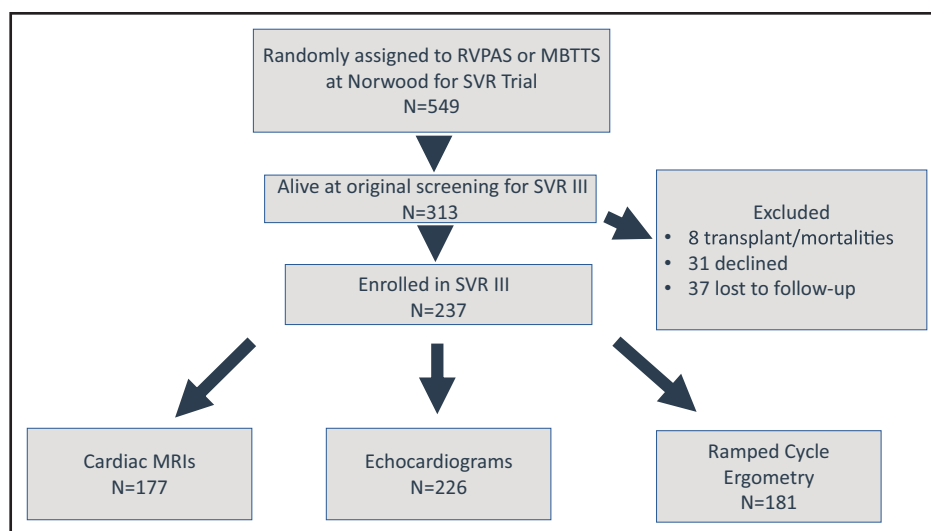 Randomly assigned to RVPAS or MBTTS
at Norwood for SVR Trial
N=549
Alive at original screening for SVR III
N=313
Excluded
• 8 transplant/mortalities
• 31 declined
• 37 lost to follow-up
Enrolled in SVR III
N=237
Cardiac MRIs
N=177
Echocardiograms
N=226
Ramped Cycle
Ergometry
N=181